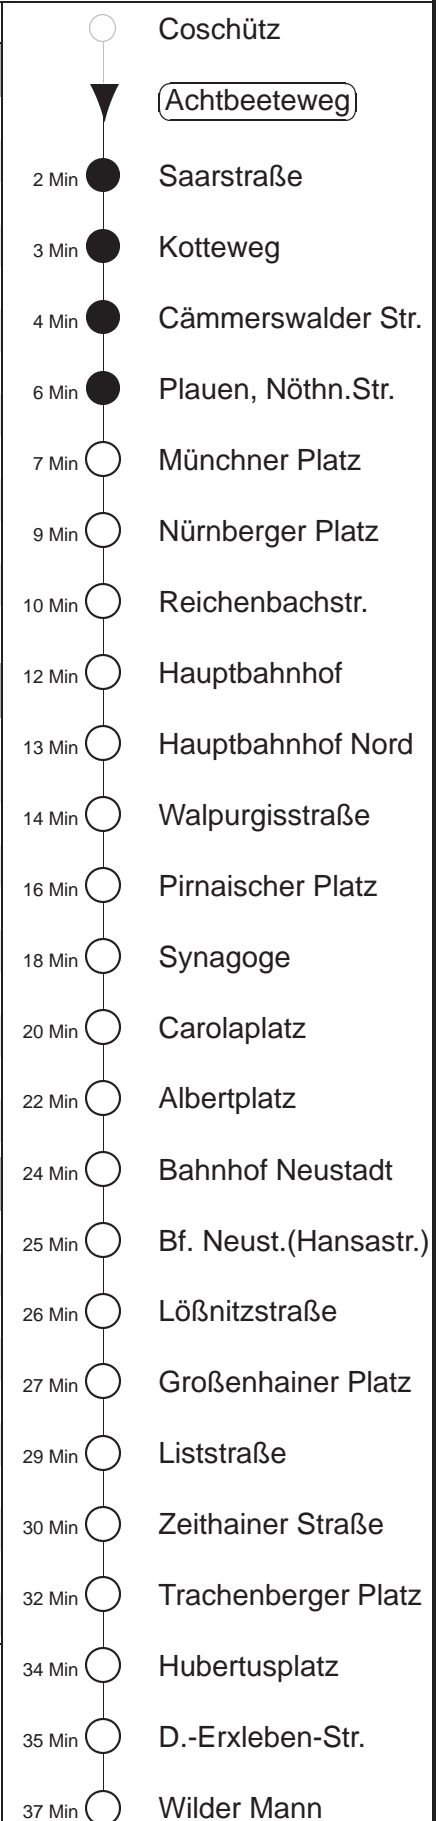 Coschütz
Achtbeeteweg
2 Min Saarstraße
3 Min Kotteweg
4 Min Cämmerswalder Str.
6 Min Plauen, Nöthn.Str.
7 Min Münchner Platz
9 Min Nürnberger Platz
10 Min Reichenbachstr.
12 Min Hauptbahnhof
13 Min Hauptbahnhof Nord
14 Min Walpurgisstraße
16 Min Pirnaischer Platz
18 Min Synagoge
20 Min Carolaplatz
22 Min Albertplatz
24 Min Bahnhof Neustadt
25 Min Bf. Neust.(Hansastr.)
26 Min Lößnitzstraße
27 Min Großenhainer Platz
29 Min Liststraße
30 Min Zeithainer Straße
32 Min Trachenberger Platz
34 Min Hubertusplatz
35 Min D.-Erxleben-Str.
37 Min Wilder Mann